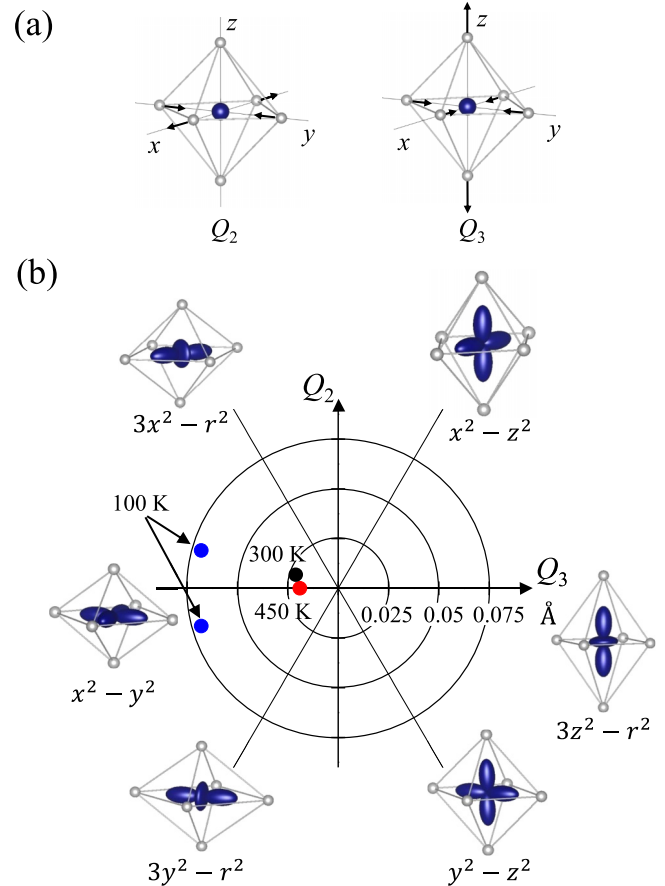 (a)
z
z
x
y
x
y
Q₂
Q₃
(b)
3x² − r²
Q₂
x² − z²
100 K
300 K
Q₃
450 K
0.025
0.05
0.075
Å
x² − y²
3z² − r²
3y² − r²
y² − z²